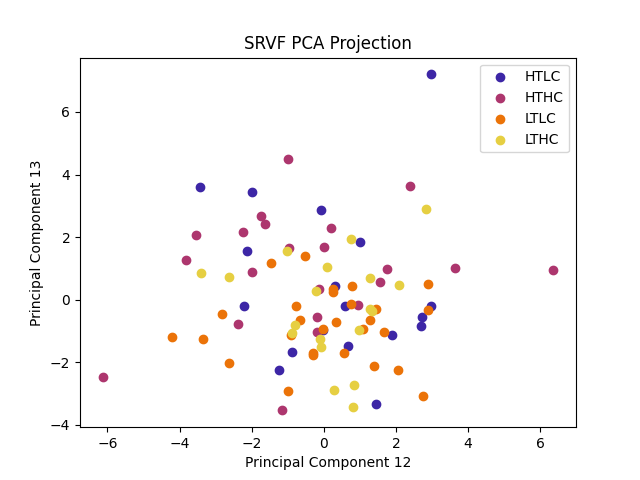 SRVF PCA Projection
HTLC
HTHC
LTLC
LTHC
6
4
2
0
−2
−4
Principal Component 13
−6
−4
−2
0
2
4
6
Principal Component 12